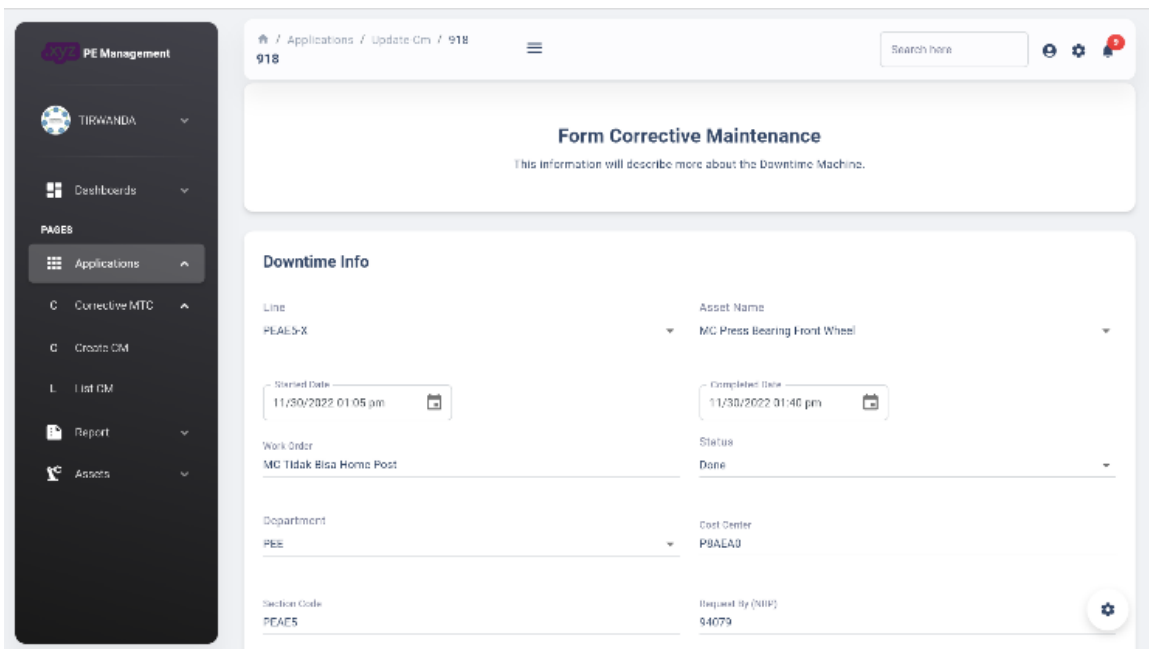 .xyz PE Management
TIRWANDA
Dashboards
PAGES
Applications
C Corrective MTC
C Create CM
L List CM
Report
Assets
/ Applications / Update Cm / 918
918
Search here
9
Form Corrective Maintenance
This information will describe more about the Downtime Machine.
Downtime Info
Line
PEAE5-X
Asset Name
MC Press Bearing Front Wheel
Started Date
11/30/2022 01:05 pm
Completed Date
11/30/2022 01:40 pm
Work Order
MC Tidak Bisa Home Post
Status
Done
Department
PEE
Cost Center
P8AEA0
Section Code
PEAE5
Request By (NRP)
94079